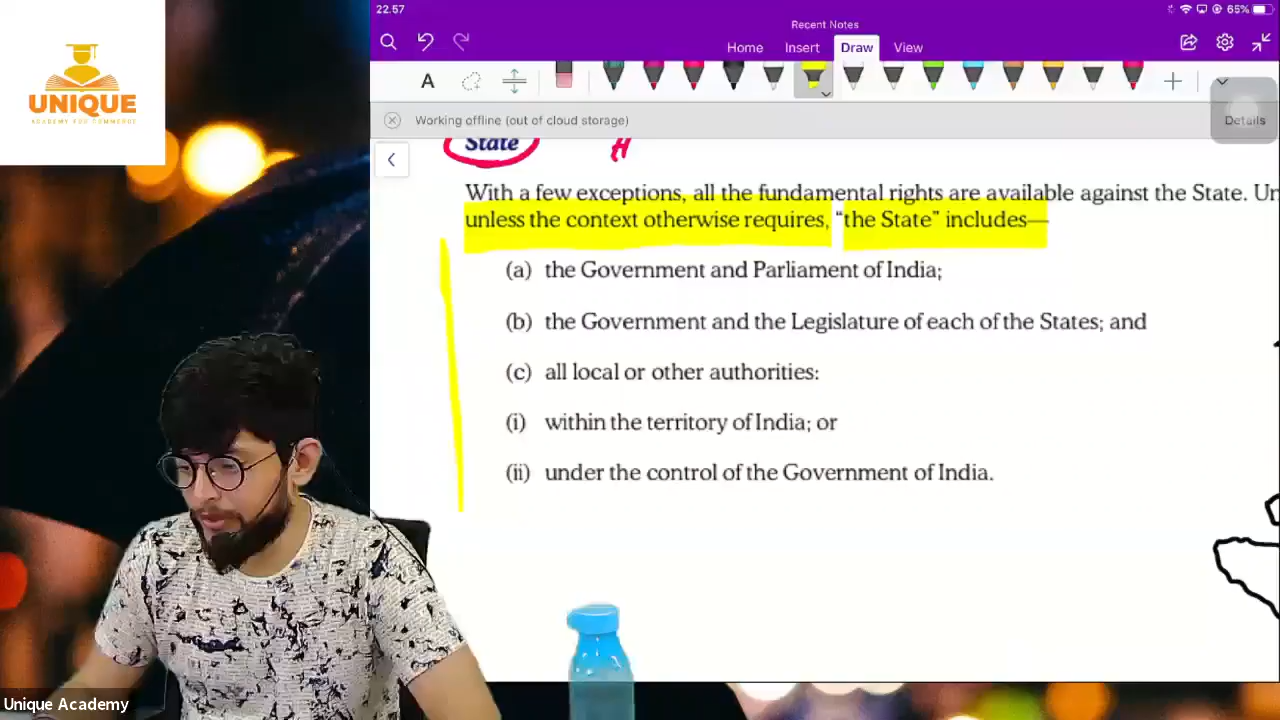 22.57
Recent Notes
65%
Home Insert Draw View
A
Working offline (out of cloud storage)
Details
UNIQUE
ACADEMY FOR COMMERCE
State
With a few exceptions, all the fundamental rights are available against the State.
unless the context otherwise requires, “the State” includes—
(a) the Government and Parliament of India;
(b) the Government and the Legislature of each of the States; and
(c) all local or other authorities:
(i) within the territory of India; or
(ii) under the control of the Government of India.
Unique Academy